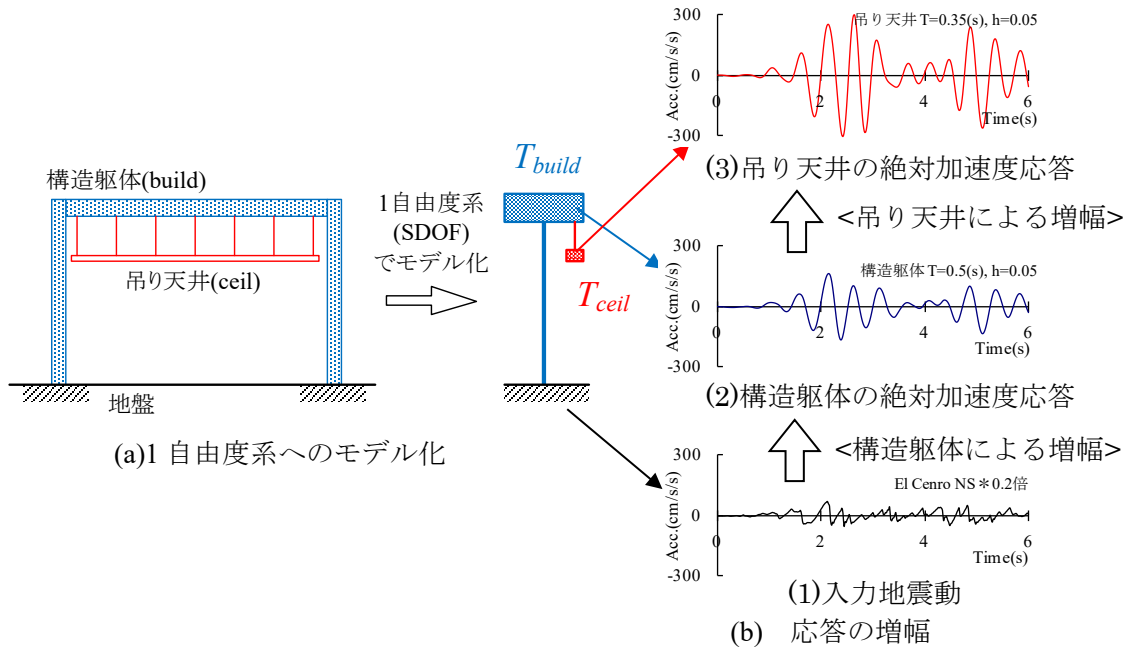 構造躯体(build)
吊り天井(ceil)
地盤
(a)1 自由度系へのモデル化
1自由度系
(SDOF)
でモデル化
Tbuild
Tceil
300
吊り天井 T=0.35(s), h=0.05
Acc.(cm/s/s)
0
0
2
4
6
Time(s)
-300
(3)吊り天井の絶対加速度応答
<吊り天井による増幅>
300
構造躯体 T=0.5(s), h=0.05
Acc.(cm/s/s)
0
0
2
4
6
Time(s)
-300
(2)構造躯体の絶対加速度応答
<構造躯体による増幅>
300
El Cenro NS＊0.2倍
Acc.(cm/s/s)
0
0
2
4
6
Time(s)
-300
(1)入力地震動
(b) 応答の増幅